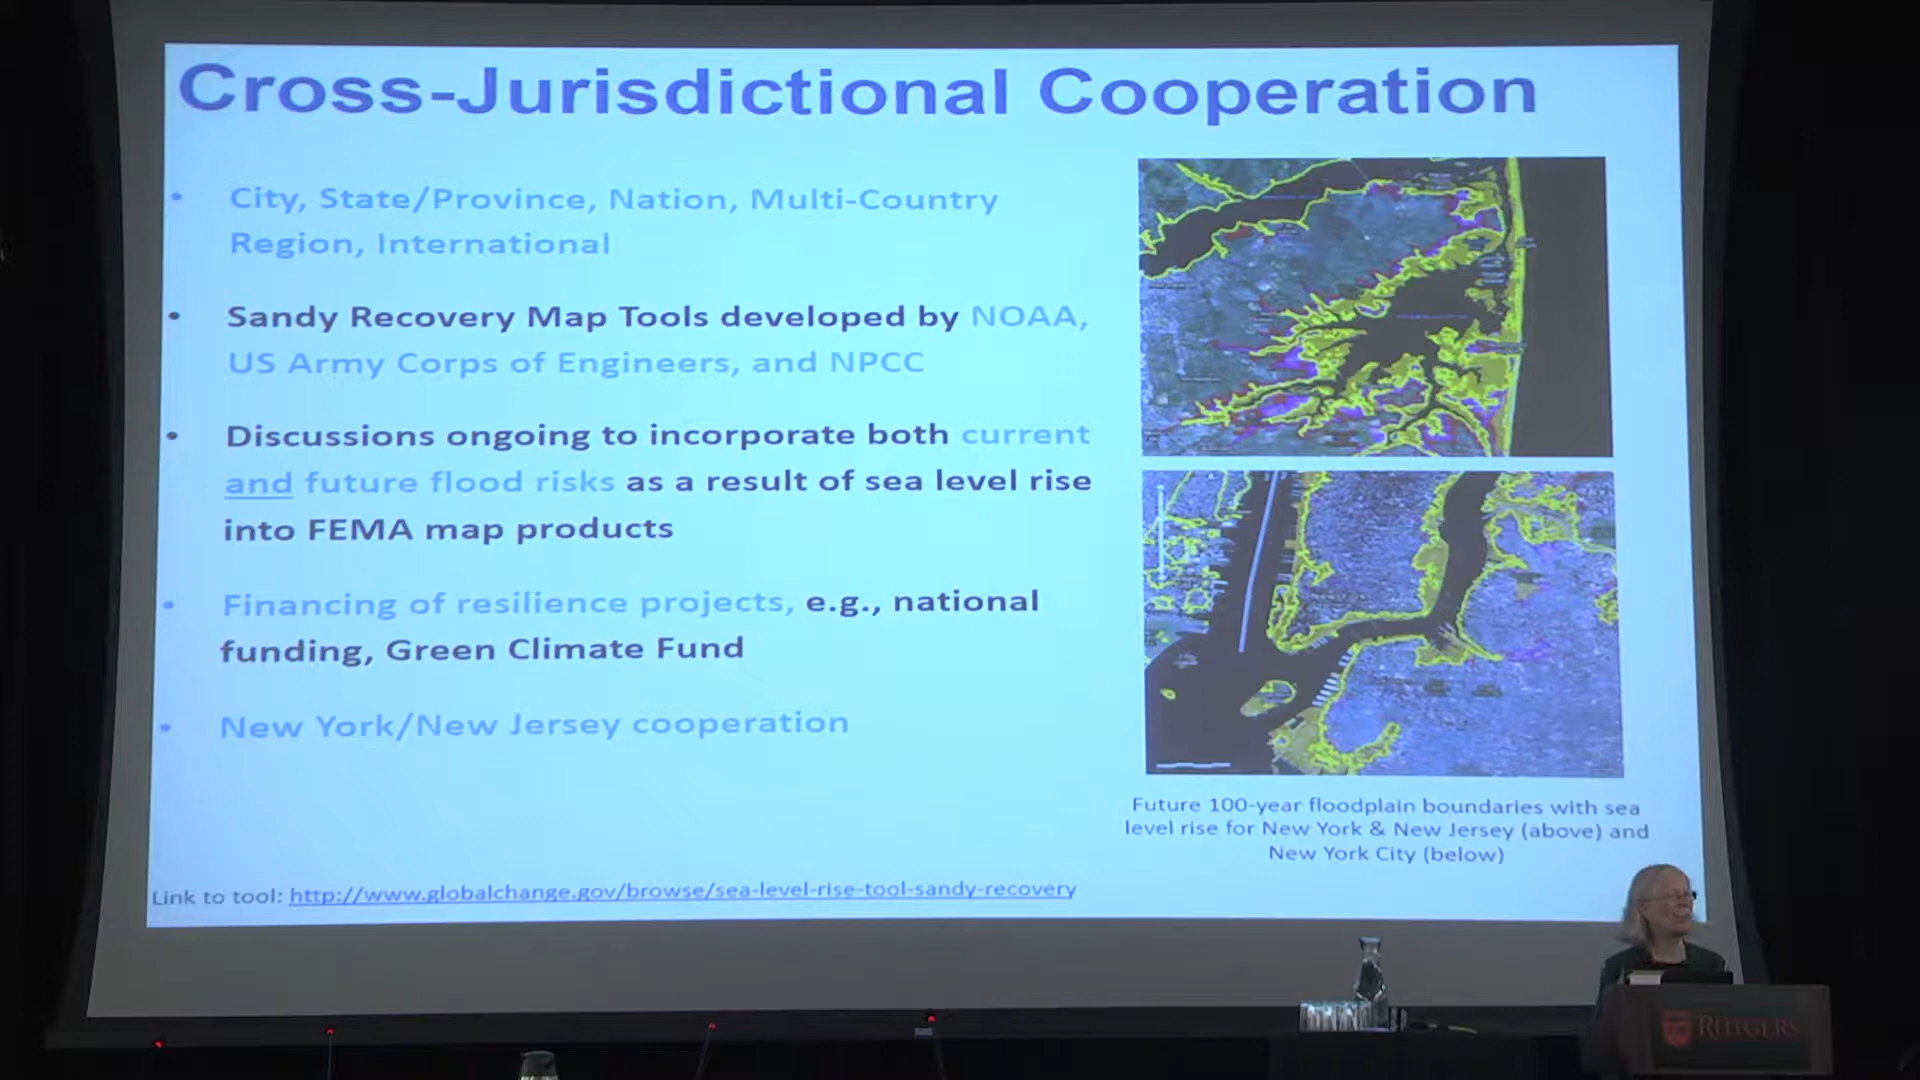 Cross-Jurisdictional Cooperation
• City, State/Province, Nation, Multi-Country
Region, International
• Sandy Recovery Map Tools developed by NOAA,
US Army Corps of Engineers, and NPCC
• Discussions ongoing to incorporate both current
and future flood risks as a result of sea level rise
into FEMA map products
• Financing of resilience projects, e.g., national
funding, Green Climate Fund
• New York/New Jersey cooperation
Future 100-year floodplain boundaries with sea
level rise for New York & New Jersey (above) and
New York City (below)
Link to tool: http://www.globalchange.gov/browse/sea-level-rise-tool-sandy-recovery
RUTGERS